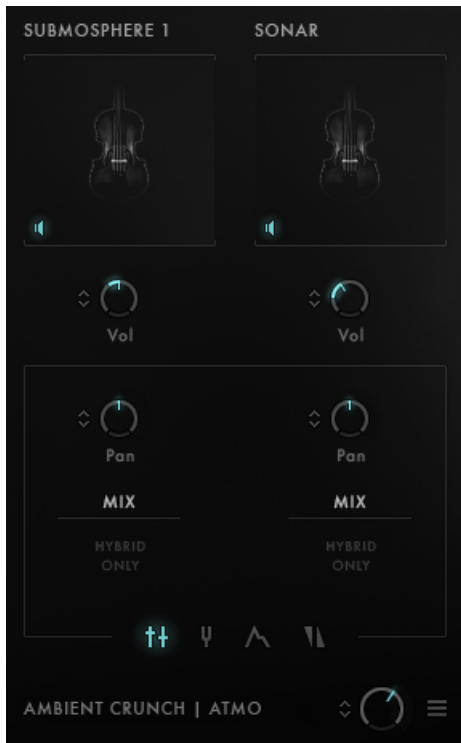 SUBMOSPHERE 1
SONAR
Vol
Vol
Pan
Pan
MIX
MIX
HYBRID
ONLY
HYBRID
ONLY
AMBIENT CRUNCH | ATMO